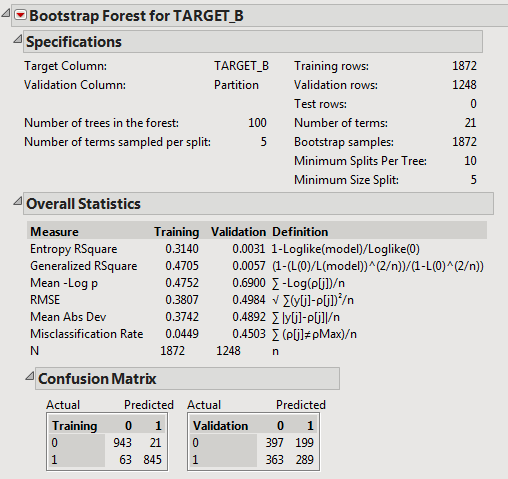 Bootstrap Forest for TARGET_B
Specifications
Target Column: TARGET_B Training rows: 1872
Validation Column: Partition Validation rows: 1248
Test rows: 0
Number of trees in the forest: 100 Number of terms: 21
Number of terms sampled per split: 5 Bootstrap samples: 1872
Minimum Splits Per Tree: 10
Minimum Size Split: 5
Overall Statistics
Measure Training Validation Definition
Entropy RSquare 0.3140 0.0031 1-Loglike(model)/Loglike(0)
Generalized RSquare 0.4705 0.0057 (1-(L(0)/L(model))^(2/n))/(1-L(0)^(2/n))
Mean -Log p 0.4752 0.6900 ∑ -Log(ρ[j])/n
RMSE 0.3807 0.4984 √ ∑(y[j]-ρ[j])²/n
Mean Abs Dev 0.3742 0.4892 ∑ |y[j]-ρ[j]|/n
Misclassification Rate 0.0449 0.4503 ∑ (ρ[j]≠ρMax)/n
N 1872 1248 n
Confusion Matrix
Actual Predicted Actual Predicted
Training 0 1 Validation 0 1
0 943 21 0 397 199
1 63 845 1 363 289